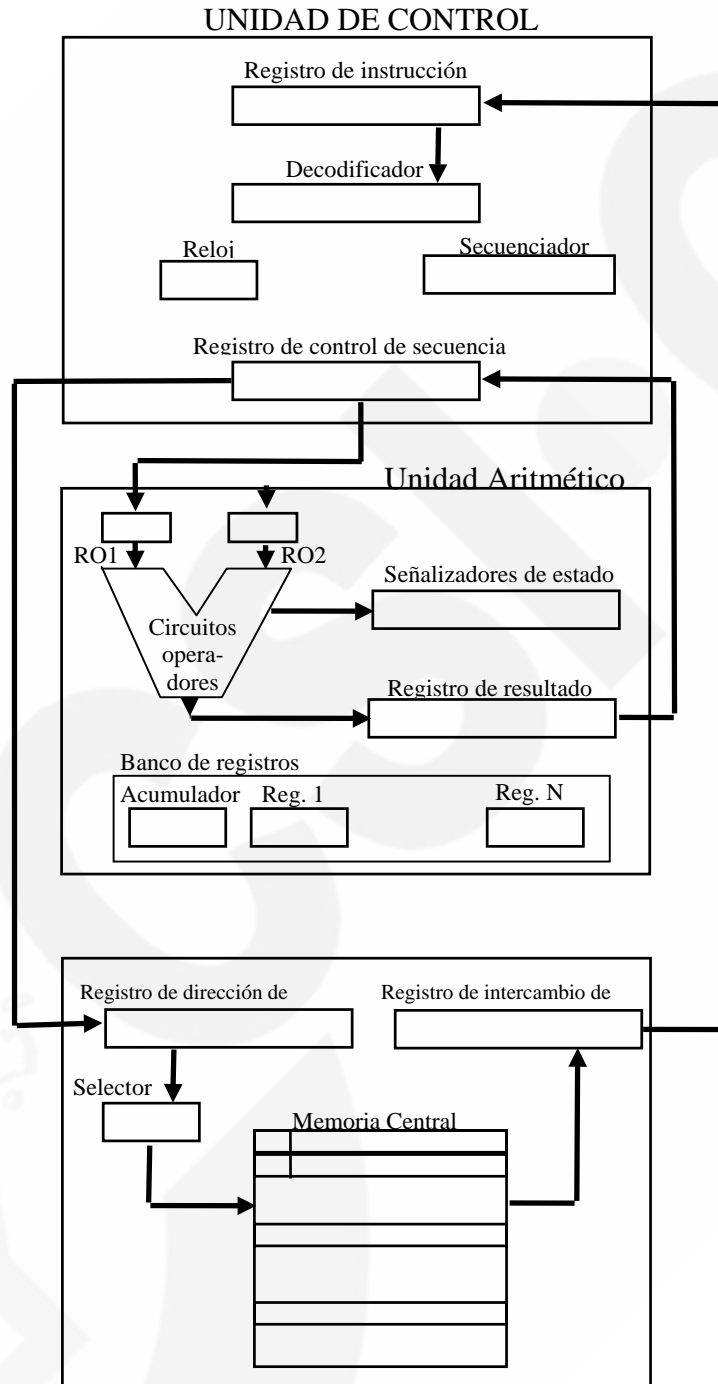 UNIDAD DE CONTROL
Registro de instrucción
Decodificador
Reloj
Secuenciador
Registro de control de secuencia
Unidad Aritmético
RO1
RO2
Señalizadores de estado
Circuitos
opera-
dores
Registro de resultado
Banco de registros
Acumulador
Reg. 1
Reg. N
Registro de dirección de
Registro de intercambio de
Selector
Memoria Central